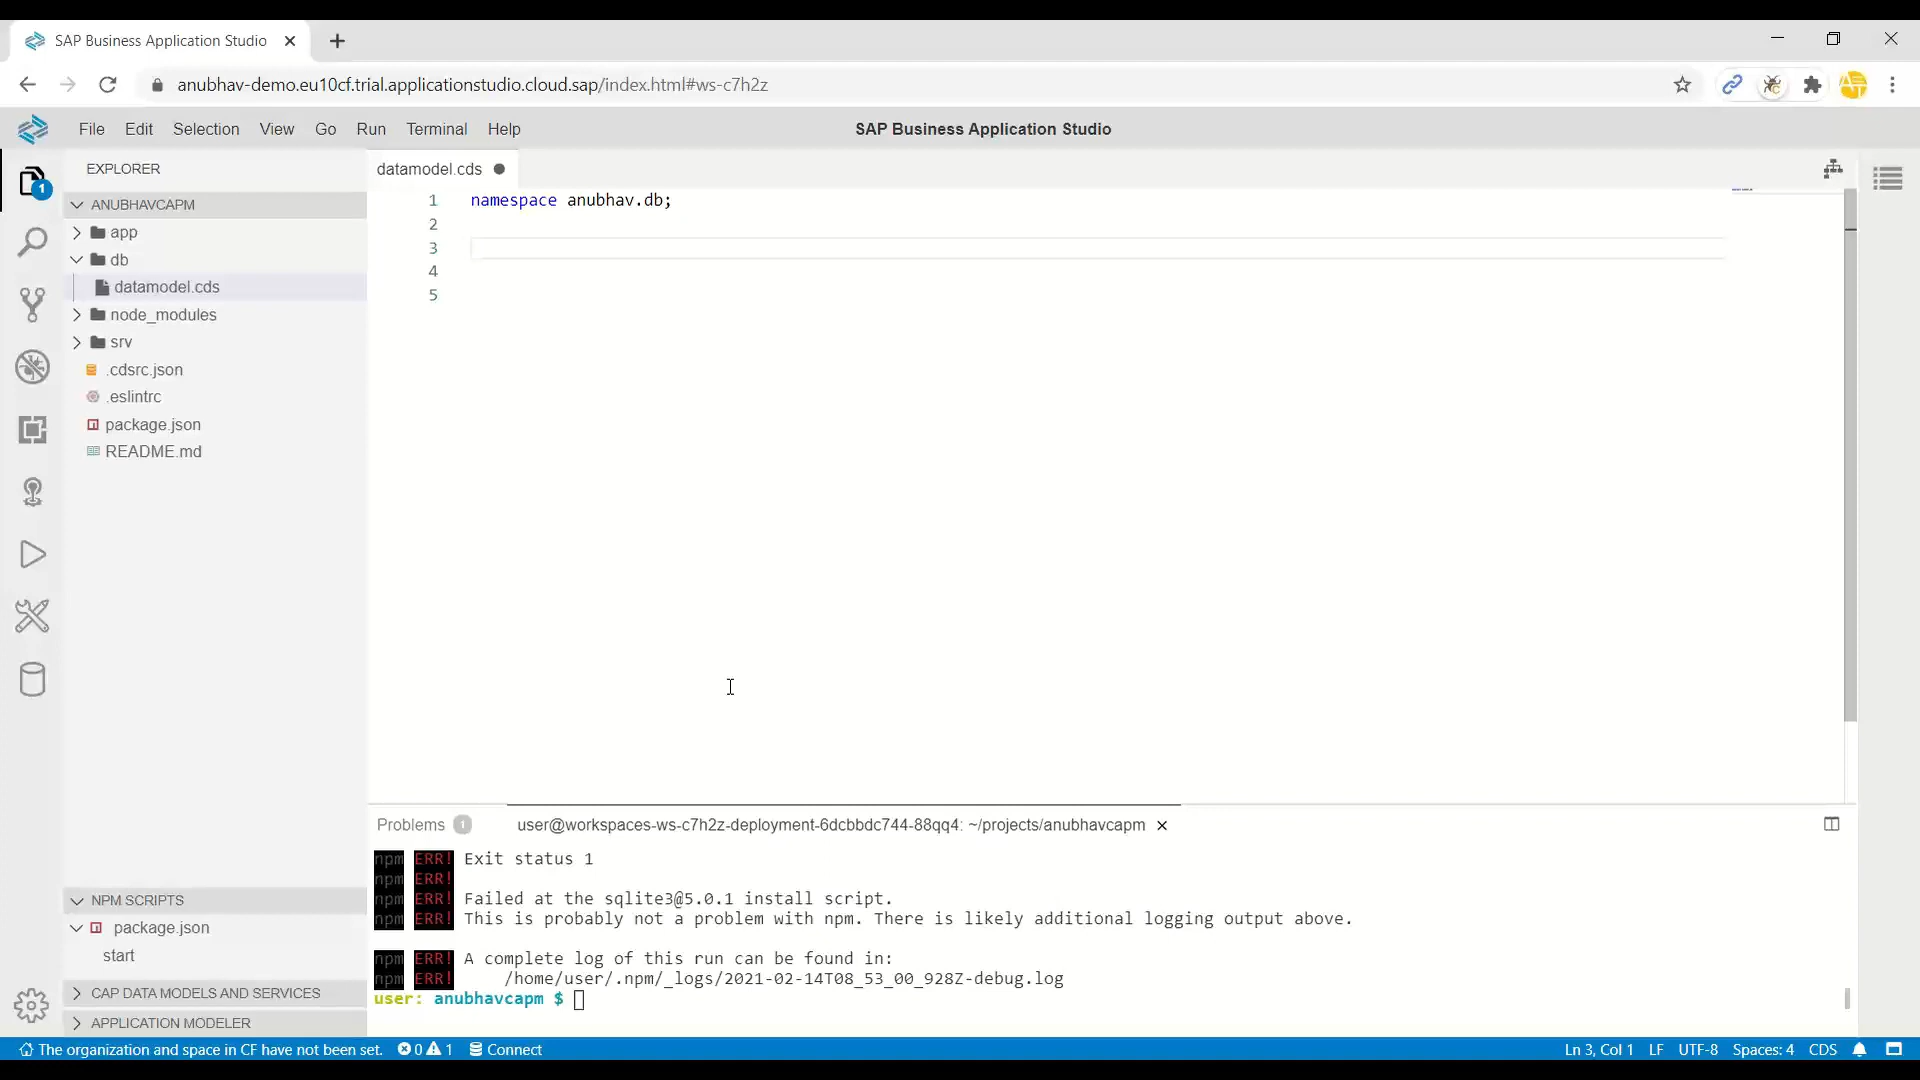 SAP Business Application Studio
anubhav-demo.eu10cf.trial.applicationstudio.cloud.sap/index.html#ws-c7h2z
File Edit Selection View Go Run Terminal Help
SAP Business Application Studio
1
EXPLORER
ANUBHAVCAPM
app
db
datamodel.cds
node_modules
srv
.cdsrc.json
.eslintrc
package.json
README.md
NPM SCRIPTS
package.json
start
CAP DATA MODELS AND SERVICES
APPLICATION MODELER
datamodel.cds
1 namespace anubhav.db;
2
3
4
5
Problems 1 user@workspaces-ws-c7h2z-deployment-6dcbbdc744-88qq4: ~/projects/anubhavcapm
npm ERR! Exit status 1
npm ERR!
npm ERR! Failed at the sqlite3@5.0.1 install script.
npm ERR! This is probably not a problem with npm. There is likely additional logging output above.
npm ERR! A complete log of this run can be found in:
npm ERR! /home/user/.npm/_logs/2021-02-14T08_53_00_928Z-debug.log
user: anubhavcapm $
The organization and space in CF have not been set. 0 1 Connect Ln 3, Col 1 LF UTF-8 Spaces: 4 CDS